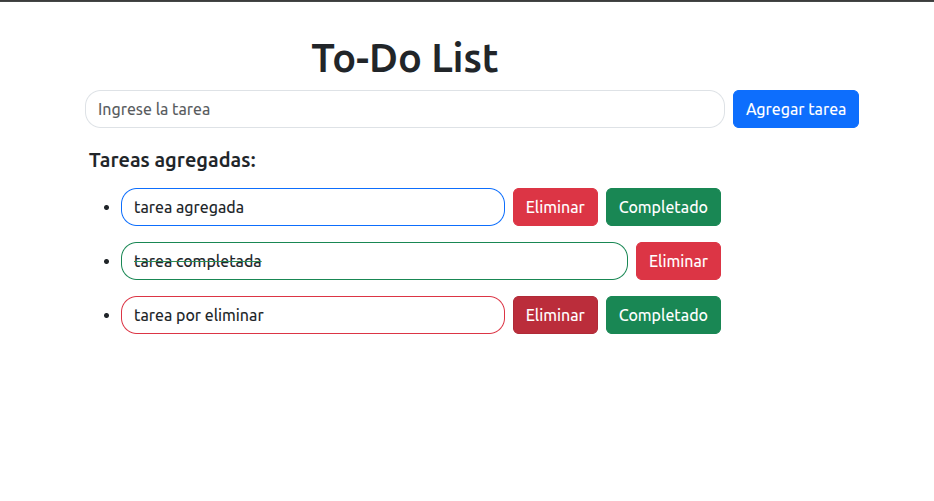 To-Do List
Ingrese la tarea Agregar tarea
Tareas agregadas:
tarea agregada Eliminar Completado
tarea completada Eliminar
tarea por eliminar Eliminar Completado